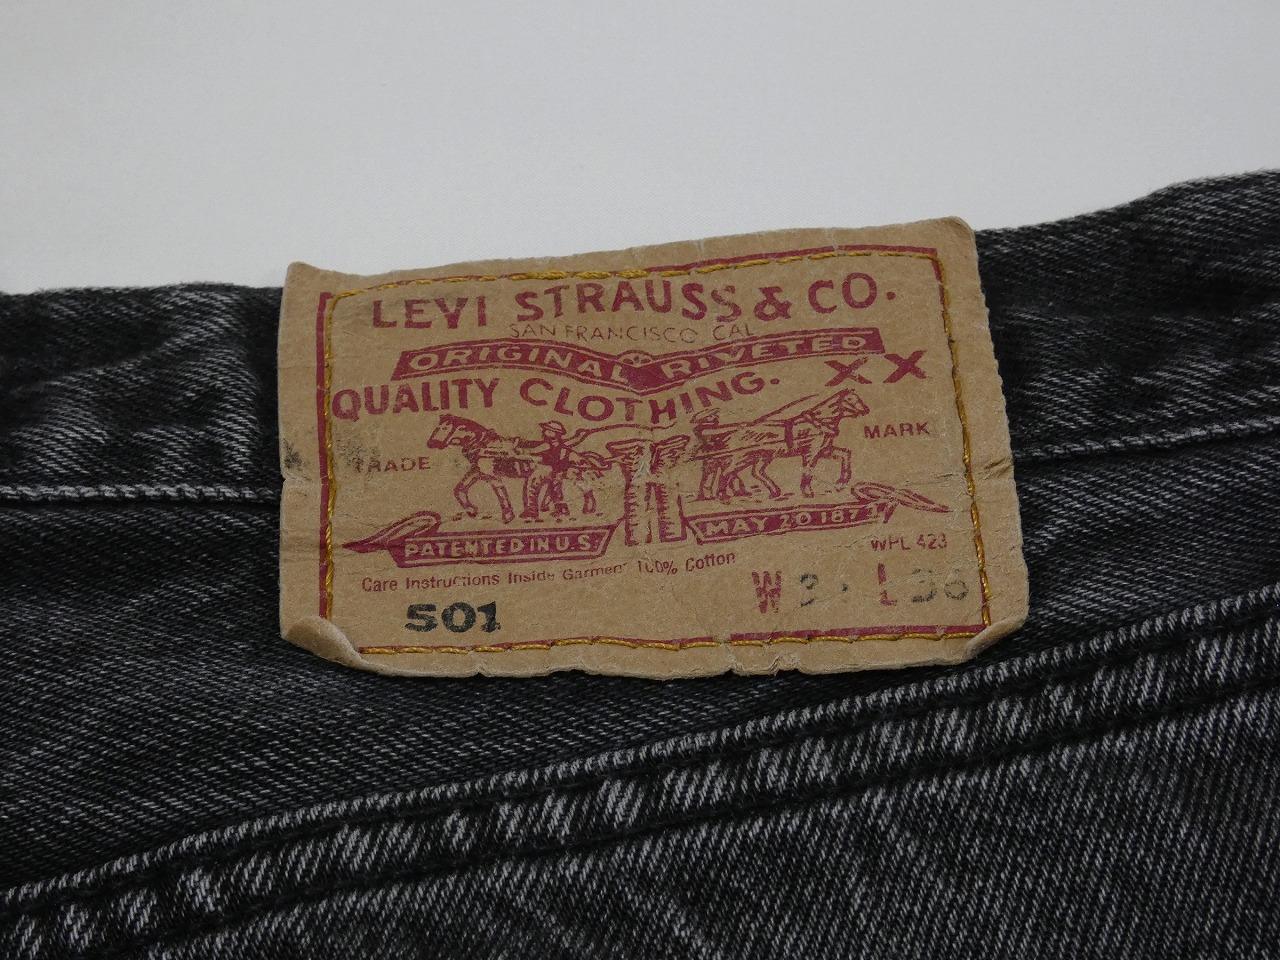 LEVI STRAUSS & CO.
SAN FRANCISCO CAL
ORIGINAL RIVETED
QUALITY CLOTHING. XX
TRADE MARK
PATENTED IN U.S MAY 20 1873
WPL 423
Care Instructions Inside Garment 100% Cotton
501 W L 36